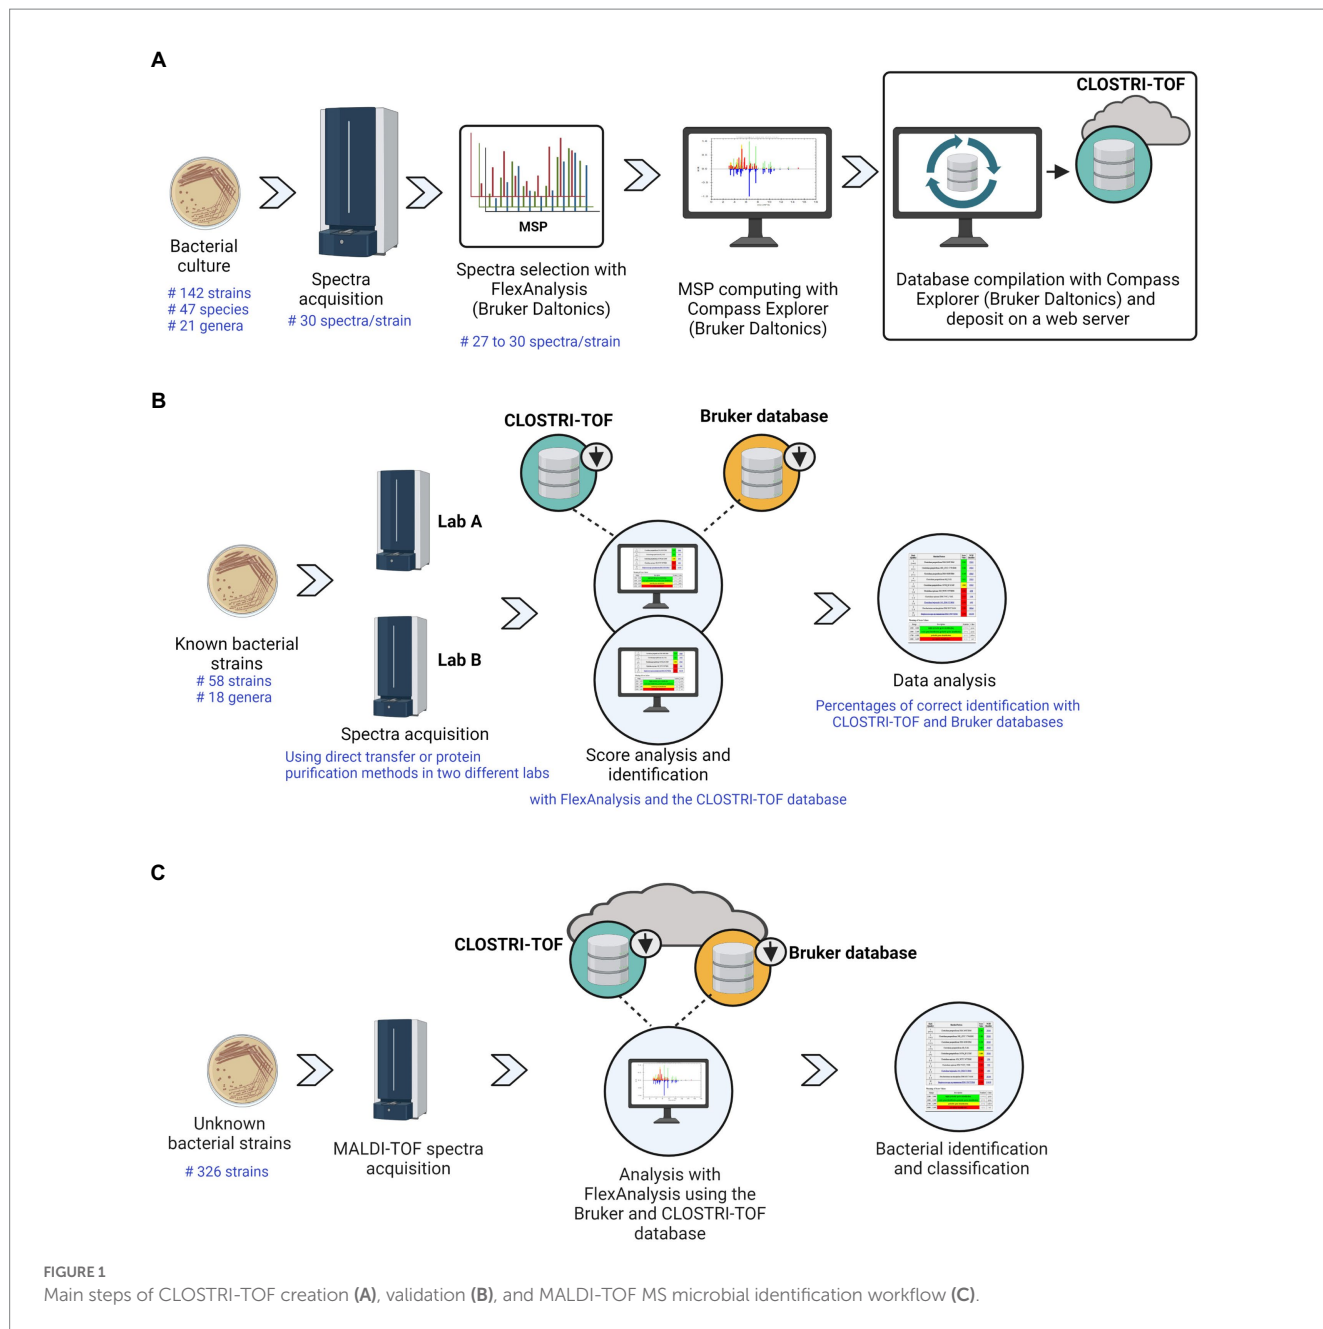 A
CLOSTRI-TOF
MSP
Bacterial
culture
# 142 strains
# 47 species
# 21 genera
Spectra
acquisition
# 30 spectra/strain
Spectra selection with
FlexAnalysis
(Bruker Daltonics)
# 27 to 30 spectra/strain
MSP computing with
Compass Explorer
(Bruker Daltonics)
Database compilation with Compass
Explorer (Bruker Daltonics) and
deposit on a web server
B
CLOSTRI-TOF
Bruker database
Lab A
Lab B
Known bacterial
strains
# 58 strains
# 18 genera
Spectra acquisition
Using direct transfer or protein
purification methods in two different labs
Score analysis and
identification
with FlexAnalysis and the CLOSTRI-TOF database
Data analysis
Percentages of correct identification with
CLOSTRI-TOF and Bruker databases
C
CLOSTRI-TOF
Bruker database
Unknown
bacterial strains
# 326 strains
MALDI-TOF spectra
acquisition
Analysis with
FlexAnalysis using the
Bruker and CLOSTRI-TOF
database
Bacterial identification
and classification
FIGURE 1
Main steps of CLOSTRI-TOF creation (A), validation (B), and MALDI-TOF MS microbial identification workflow (C).